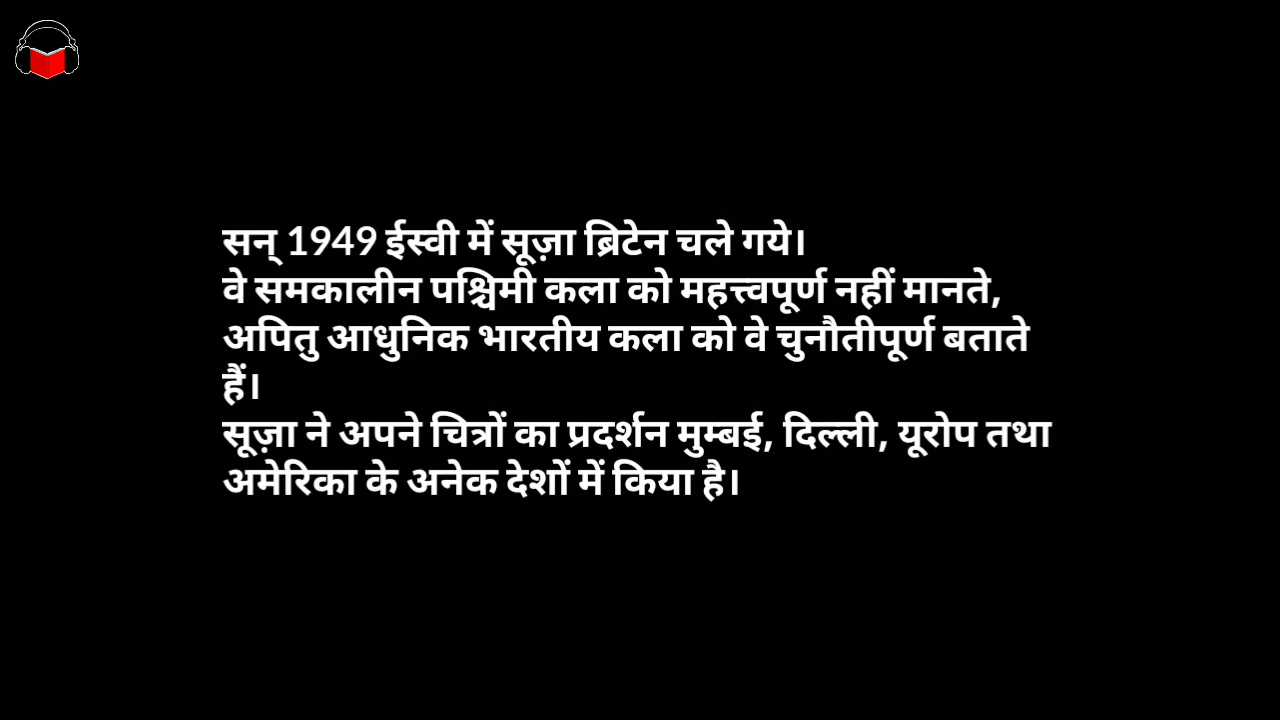 सन् 1949 ईस्वी में सूज़ा ब्रिटेन चले गये।
वे समकालीन पश्चिमी कला को महत्त्वपूर्ण नहीं मानते,
अपितु आधुनिक भारतीय कला को वे चुनौतीपूर्ण बताते
हैं।
सूज़ा ने अपने चित्रों का प्रदर्शन मुम्बई, दिल्ली, यूरोप तथा
अमेरिका के अनेक देशों में किया है।